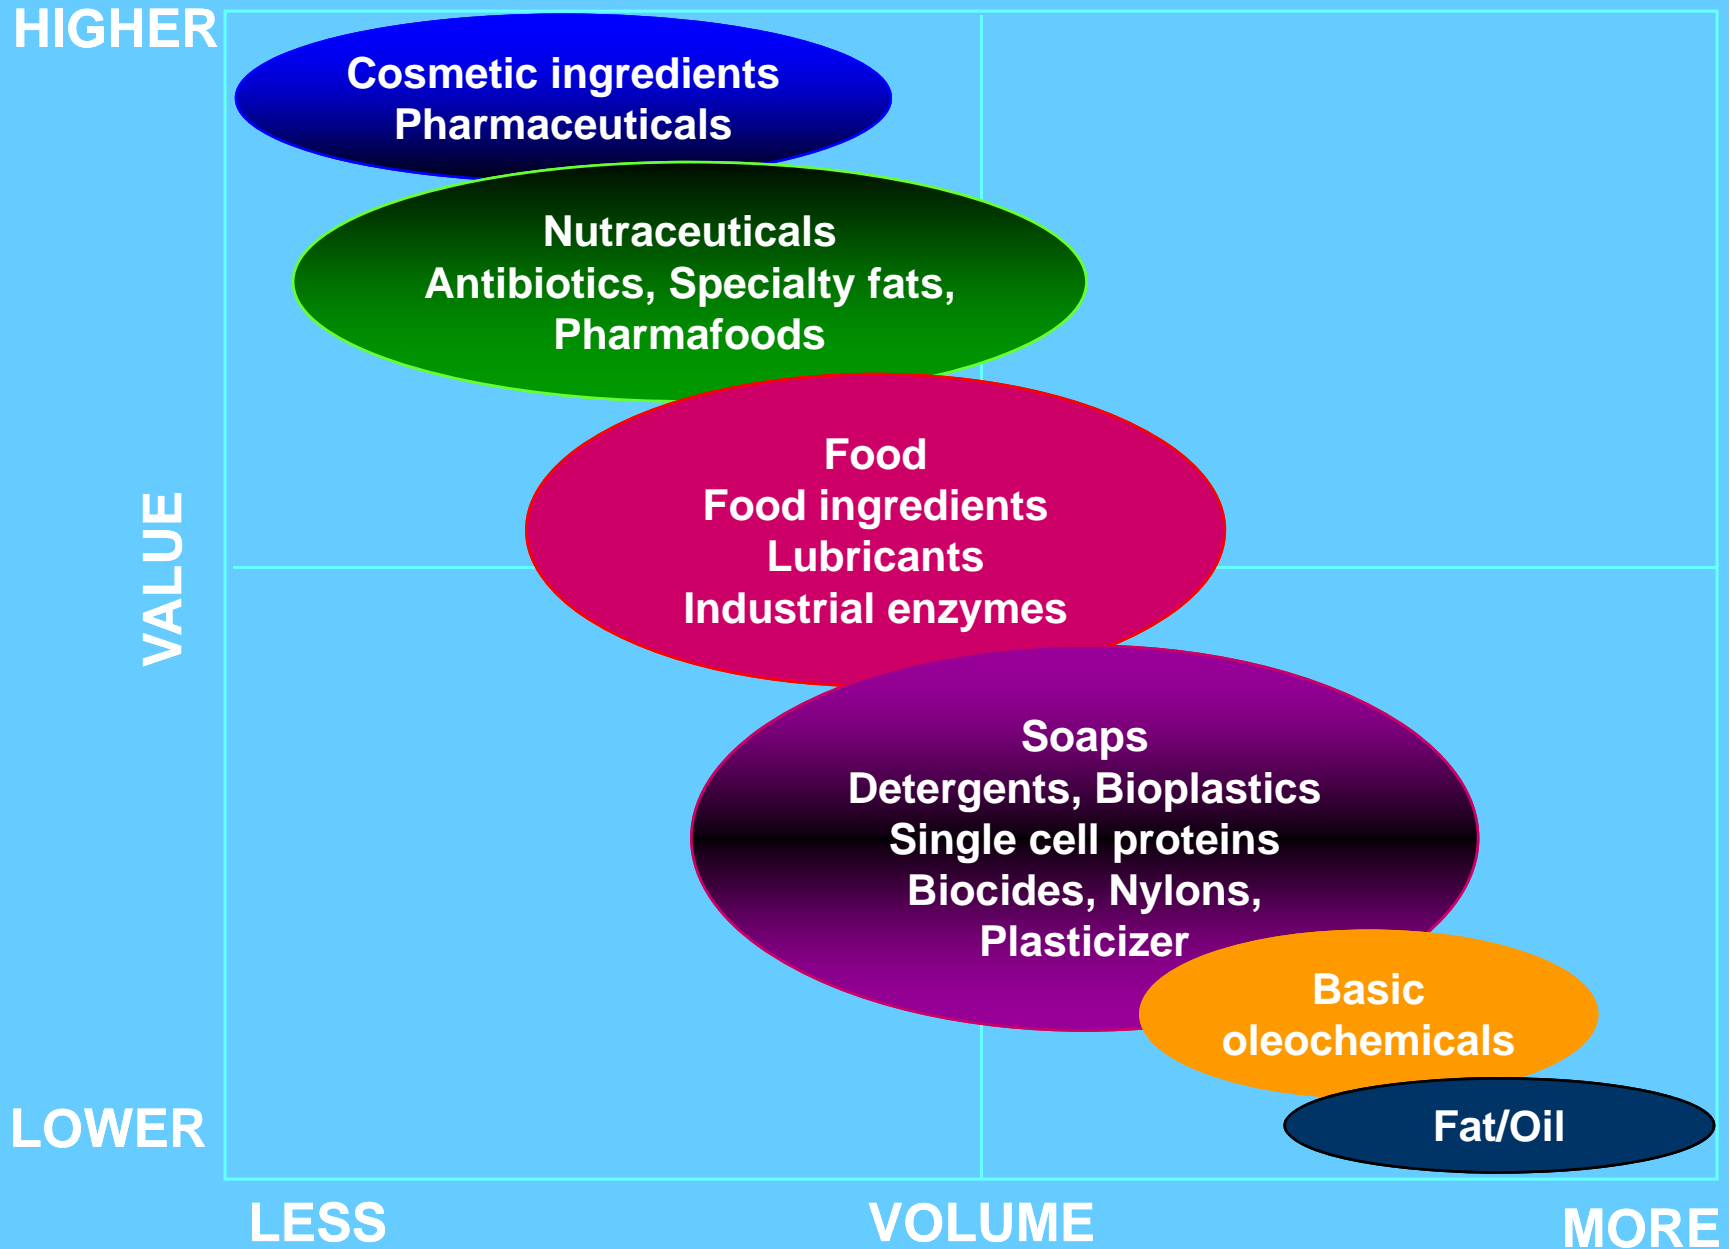 HIGHER
Cosmetic ingredients
Pharmaceuticals
Nutraceuticals
Antibiotics, Specialty fats,
Pharmafoods
Food
Food ingredients
Lubricants
Industrial enzymes
VALUE
Soaps
Detergents, Bioplastics
Single cell proteins
Biocides, Nylons,
Plasticizer
Basic
oleochemicals
Fat/Oil
LOWER
LESS
VOLUME
MORE